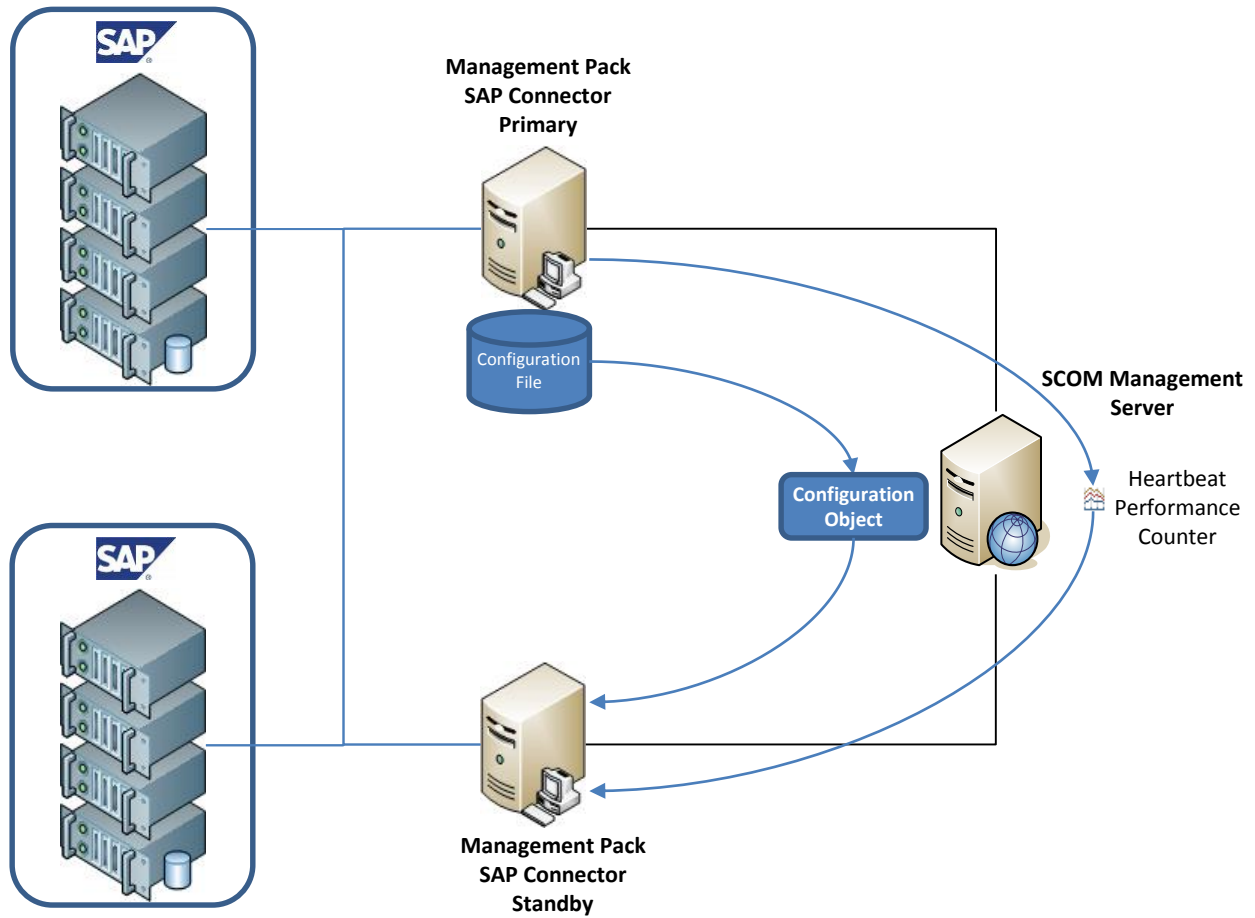 SAP
Management Pack
SAP Connector
Primary
Configuration
File
SCOM Management
Server
Configuration
Object
Heartbeat
Performance
Counter
SAP
Management Pack
SAP Connector
Standby